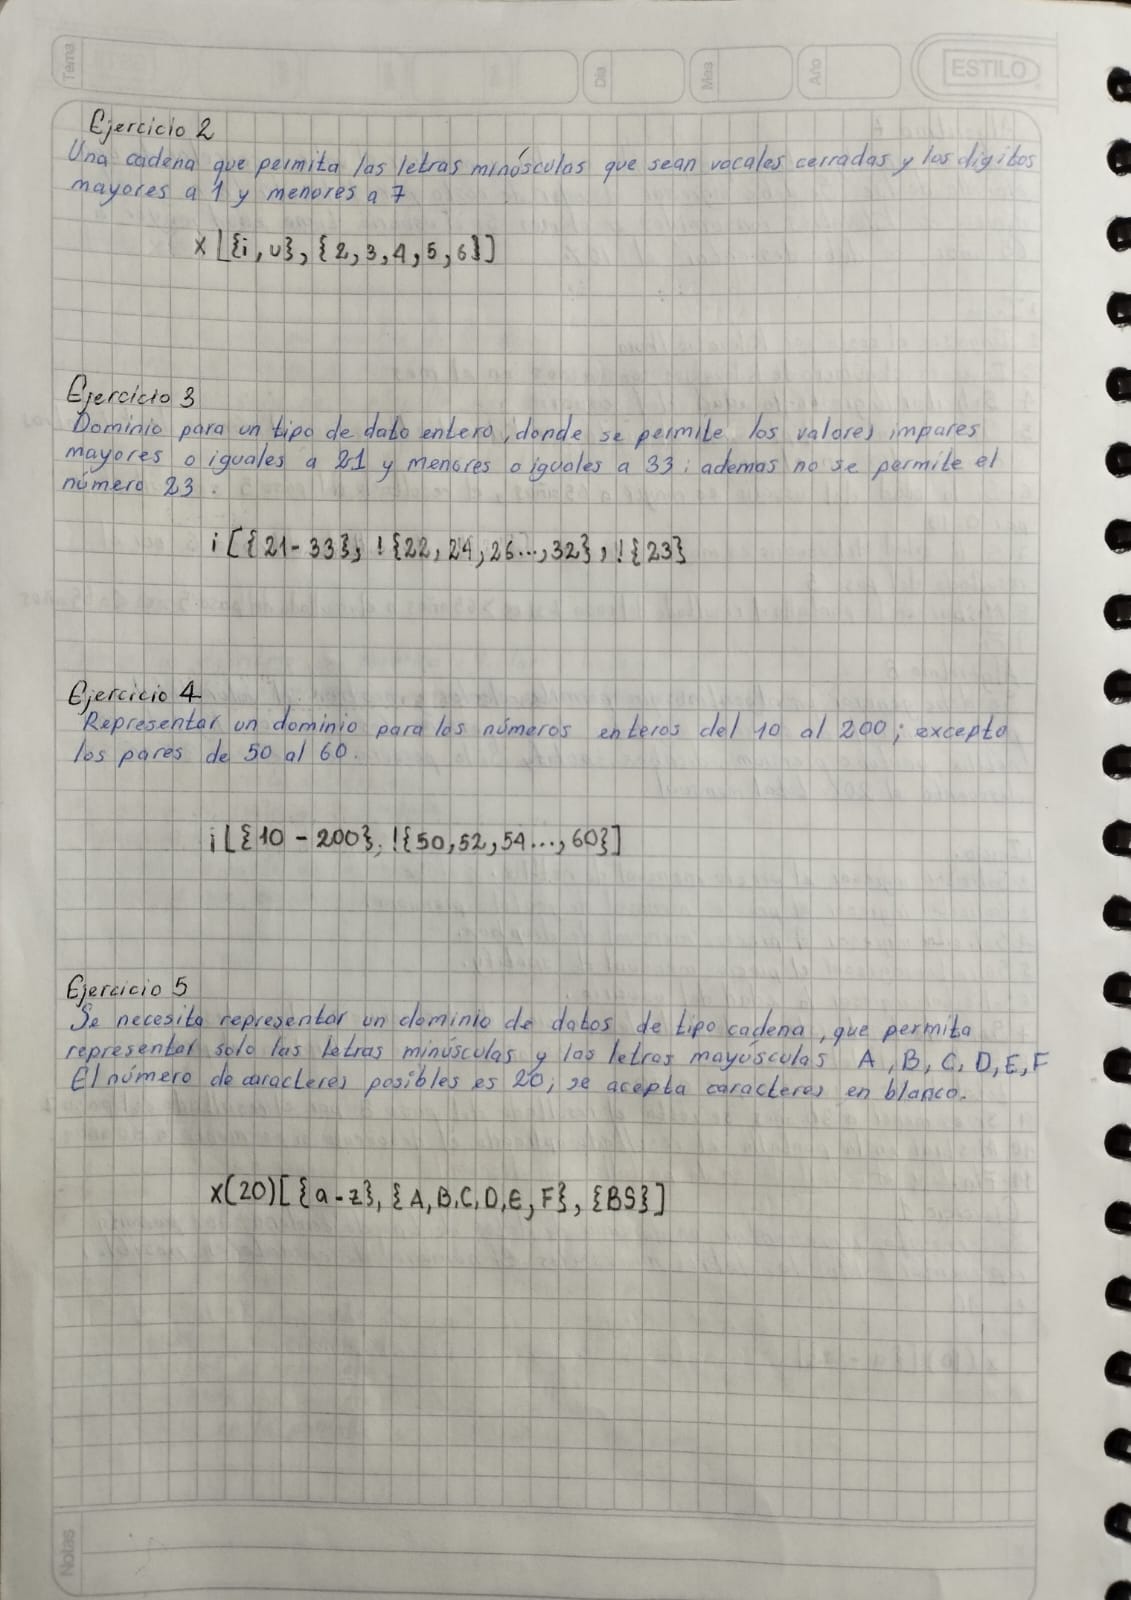 Tema
Dia
Mes
Año
ESTILO
Ejercicio 2
Una cadena que permita las letras minúsculas que sean vocales cerradas y los digitos
mayores a 1 y menores a 7
x[{i,u},{2,3,4,5,6}]
Ejercicio 3
Dominio para un tipo de dato entero, donde se permite los valores impares
mayores o iguales a 21 y menores o iguales a 33; ademas no se permite el
número 23.
i[{21-33}, !{22,24,26...,32}, !{23}
Ejercicio 4
Representar un dominio para los números enteros del 10 al 200; excepto
los pares de 50 al 60.
i[{10-200}, !{50,52,54...,60}]
Ejercicio 5
Se necesita representar un dominio de datos de tipo cadena, que permita
representar solo las letras minúsculas y las letras mayúsculas A,B,C,D,E,F
El número de caracteres posibles es 20; se acepta caracteres en blanco.
x(20)[{a-z},{A,B,C,D,E,F},{BS}]
Notas